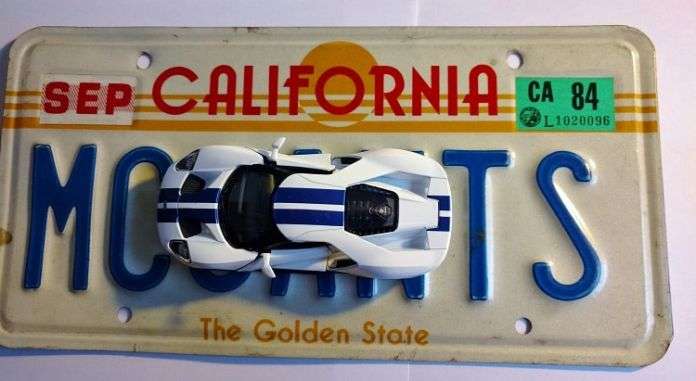 SEP CALIFORNIA CA 84
L1020096
The Golden State